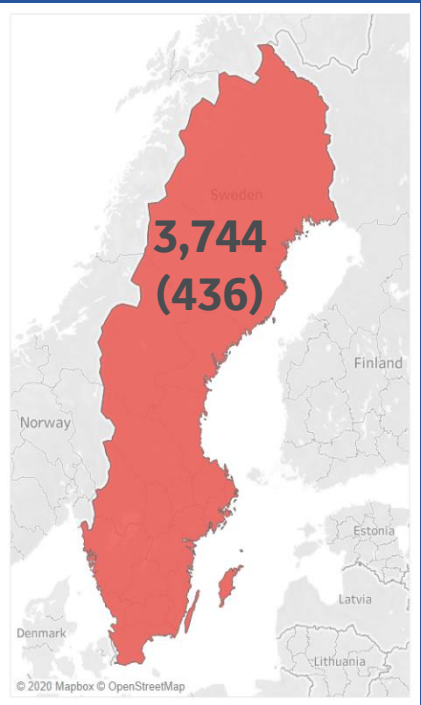 Sweden
3,744
(436)
Finland
Norway
Estonia
Latvia
Denmark
Lithuania
© 2020 Mapbox © OpenStreetMap